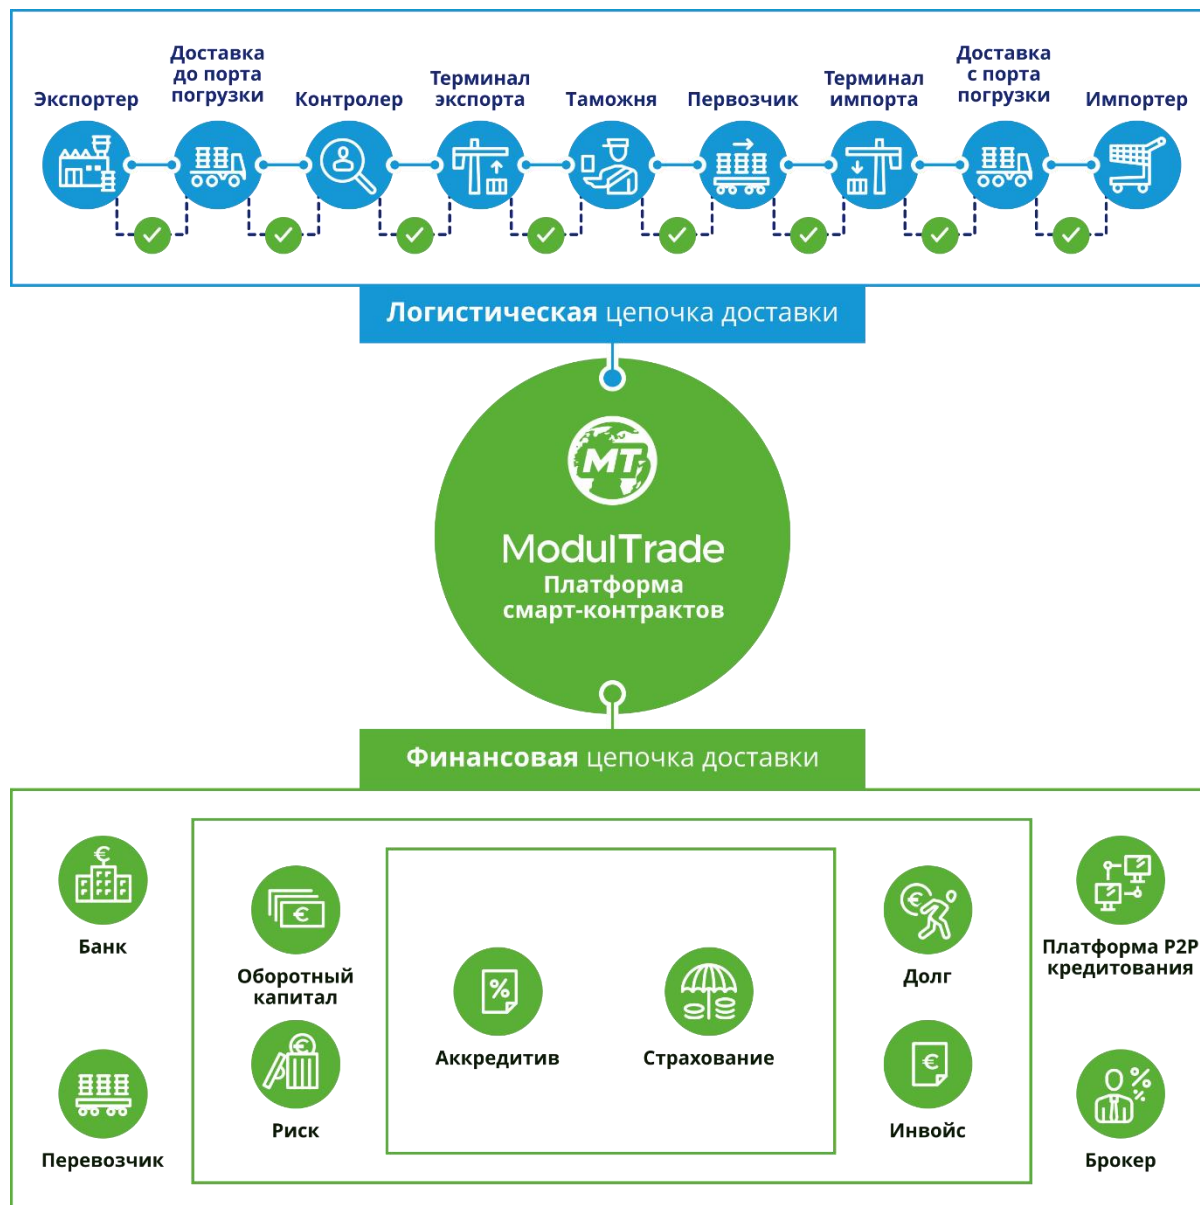 Экспортер
Доставка
до порта
погрузки
Контролер
Терминал
экспорта
Таможня
Первозчик
Терминал
импорта
Доставка
с порта
погрузки
Импортер
Логистическая цепочка доставки
MT
ModulTrade
Платформа
смарт-контрактов
Финансовая цепочка доставки
€
Банк
€
Оборотный
капитал
%
Аккредитив
Страхование
€
Долг
Платформа P2P
кредитования
Перевозчик
€
Риск
€
Инвойс
%
%
Брокер